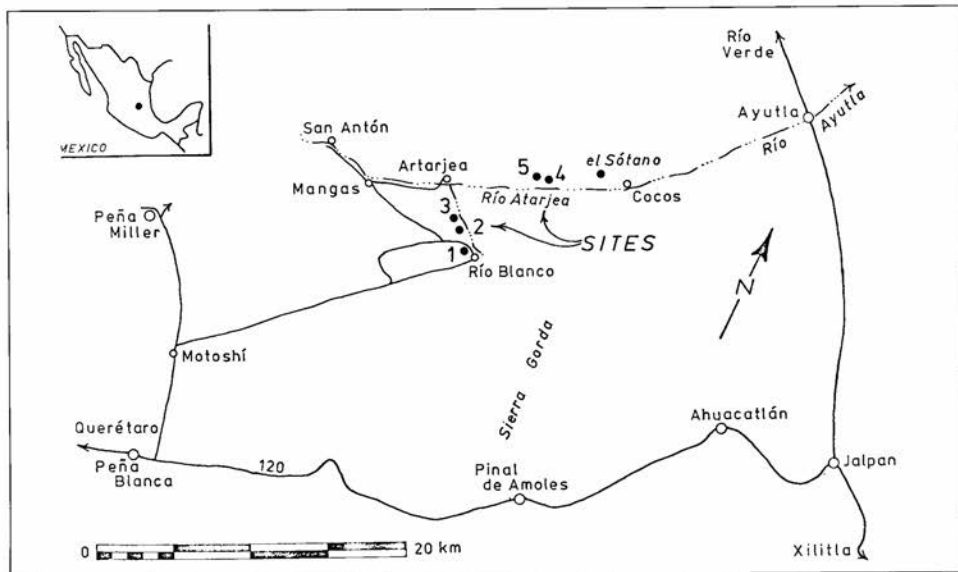 MEXICO
Río
Verde
San Antón
Ayutla
Ayutla
Río
Artarjea
5
4
el Sótano
Mangas
Río Atarjea
Cocos
Peña
Miller
3
2
SITES
1
Río Blanco
N
Motoshí
Sierra Gorda
Ahuacatlán
Querétaro
Peña
Blanca
120
Pinal
de Amoles
Jalpan
0
20 km
Xilitla